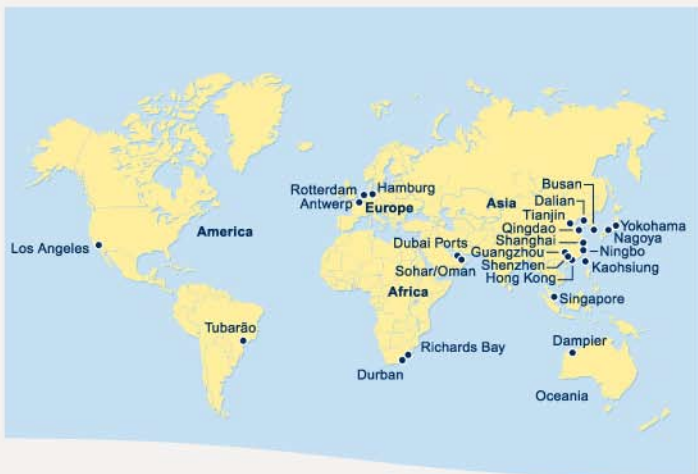 Rotterdam
Hamburg
Antwerp
Europe
Asia
Busan
Dalian
Tianjin
Qingdao
Yokohama
Nagoya
Shanghai
Ningbo
Guangzhou
Shenzhen
Kaohsiung
Hong Kong
Los Angeles
America
Dubai Ports
Sohar/Oman
Africa
Singapore
Tubarão
Richards Bay
Durban
Dampier
Oceania